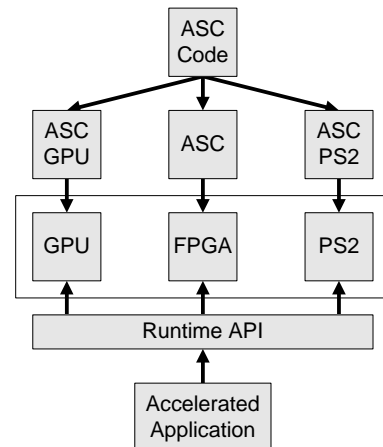 ASC
Code
ASC
GPU
ASC
ASC
PS2
GPU
FPGA
PS2
Runtime API
Accelerated
Application